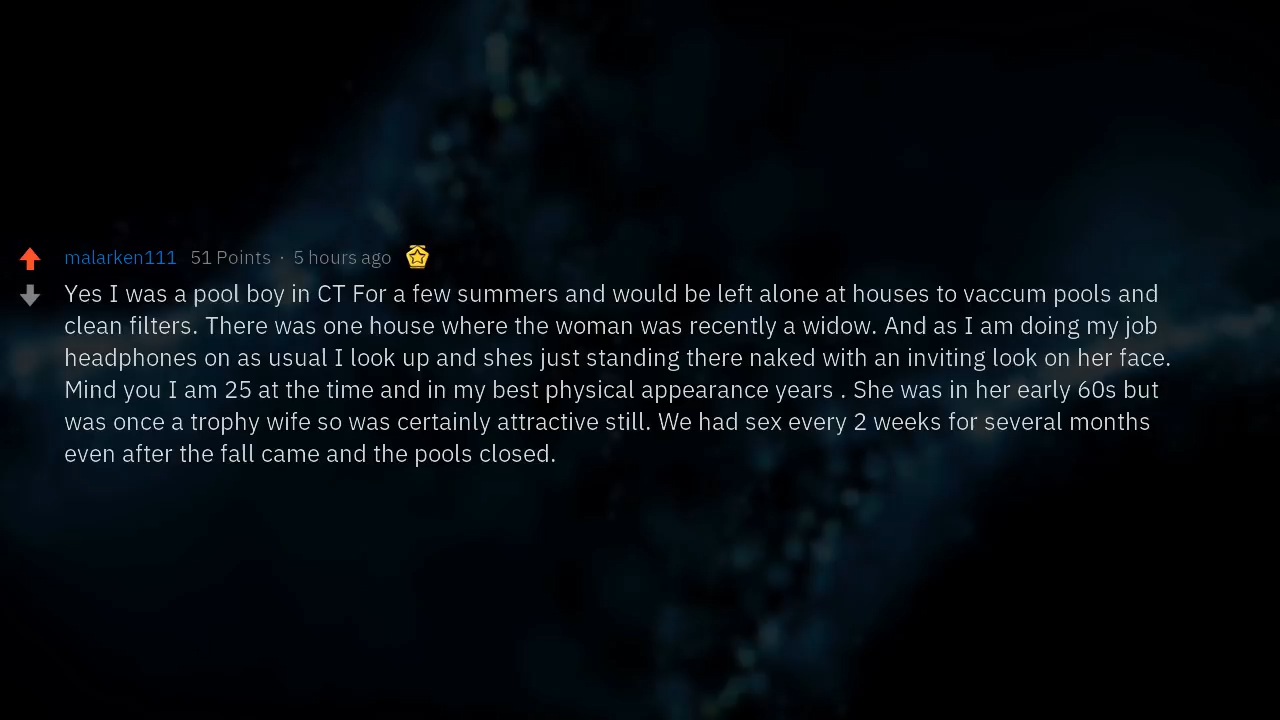 malarken111 51 Points · 5 hours ago
Yes I was a pool boy in CT For a few summers and would be left alone at houses to vaccum pools and
clean filters. There was one house where the woman was recently a widow. And as I am doing my job
headphones on as usual I look up and shes just standing there naked with an inviting look on her face.
Mind you I am 25 at the time and in my best physical appearance years . She was in her early 60s but
was once a trophy wife so was certainly attractive still. We had sex every 2 weeks for several months
even after the fall came and the pools closed.